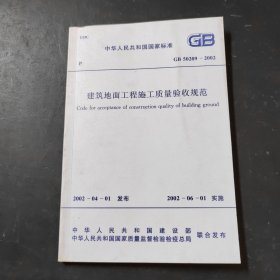 UDC
中华人民共和国国家标准
GB
P
GB 50209－2002
建筑地面工程施工质量验收规范
Code for acceptance of construction quality of building ground
2002－04－01 发布
2002－06－01 实施
中华人民共和国建设部
中华人民共和国国家质量监督检验检疫总局
联合发布